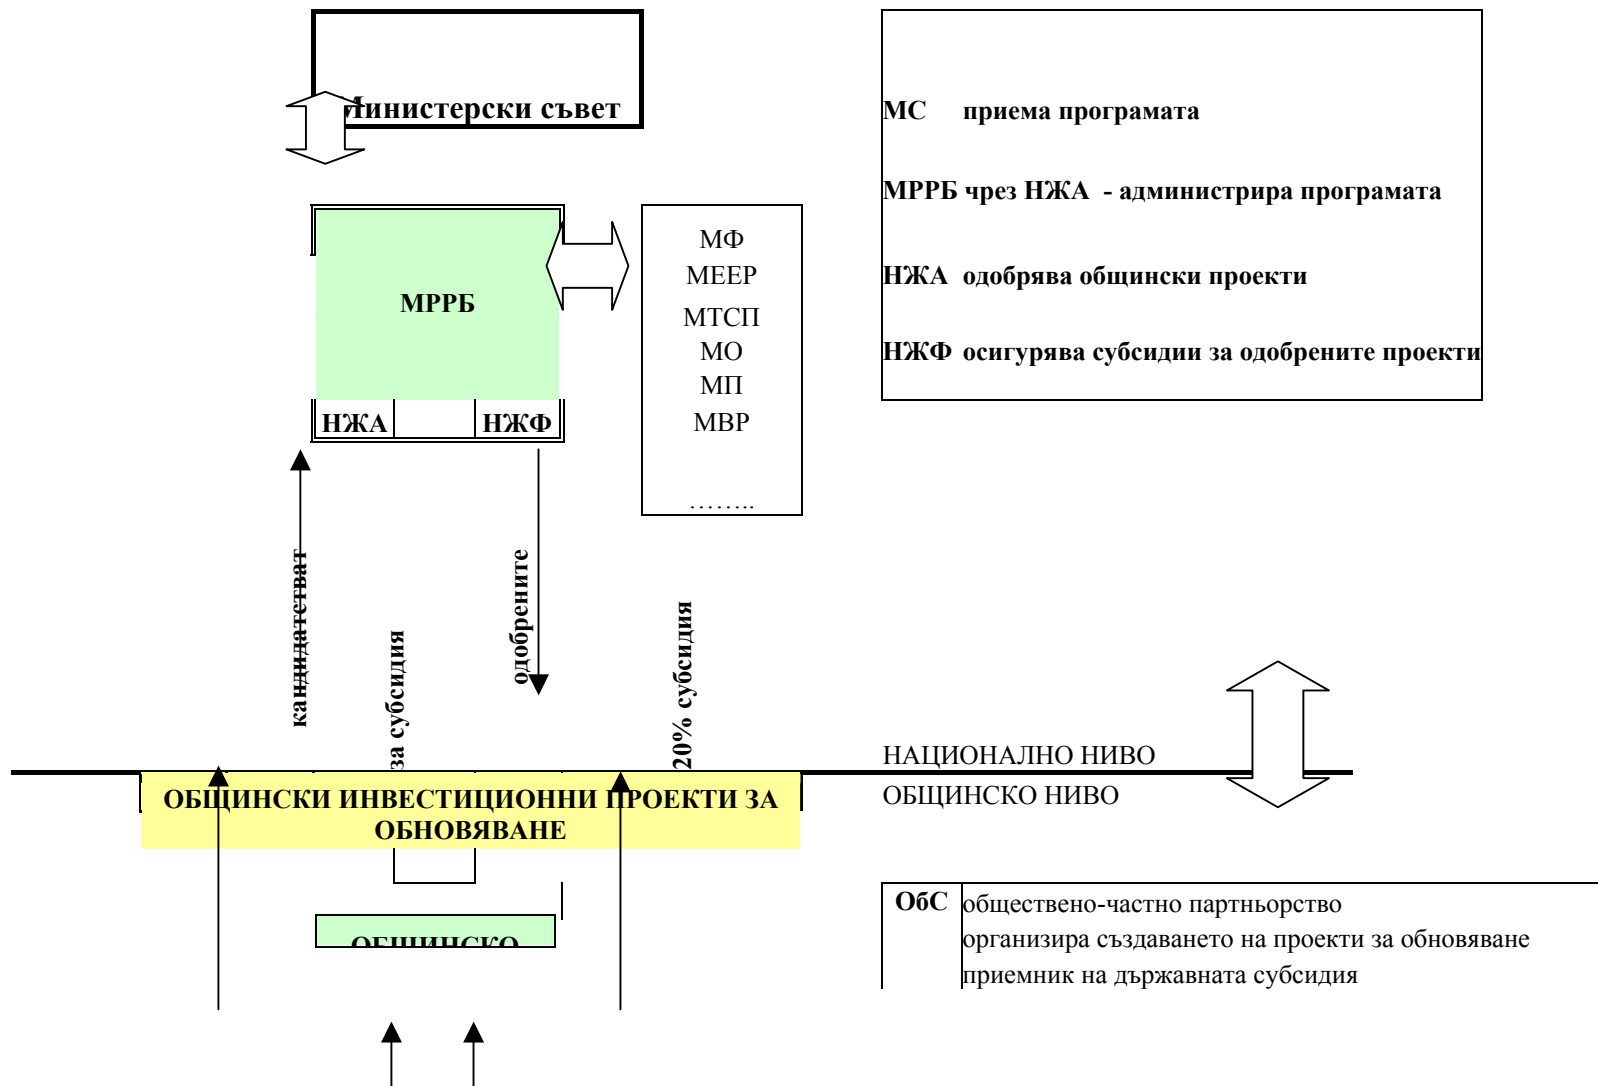 Министерски съвет
МС приема програмата
МРРБ чрез НЖА - администрира програмата
НЖА одобрява общински проекти
НЖФ осигурява субсидии за одобрените проекти
МРРБ
НЖА НЖФ
МФ
МЕЕР
МТСП
МО
МП
МВР
……..
кандидатстват
за субсидия
одобрените
20% субсидия
НАЦИОНАЛНО НИВО
ОБЩИНСКО НИВО
ОБЩИНСКИ ИНВЕСТИЦИОННИ ПРОЕКТИ ЗА
ОБНОВЯВАНЕ
ОБЩИНСКО
ОбС обществено-частно партньорство
организира създаването на проекти за обновяване
приемник на държавната субсидия